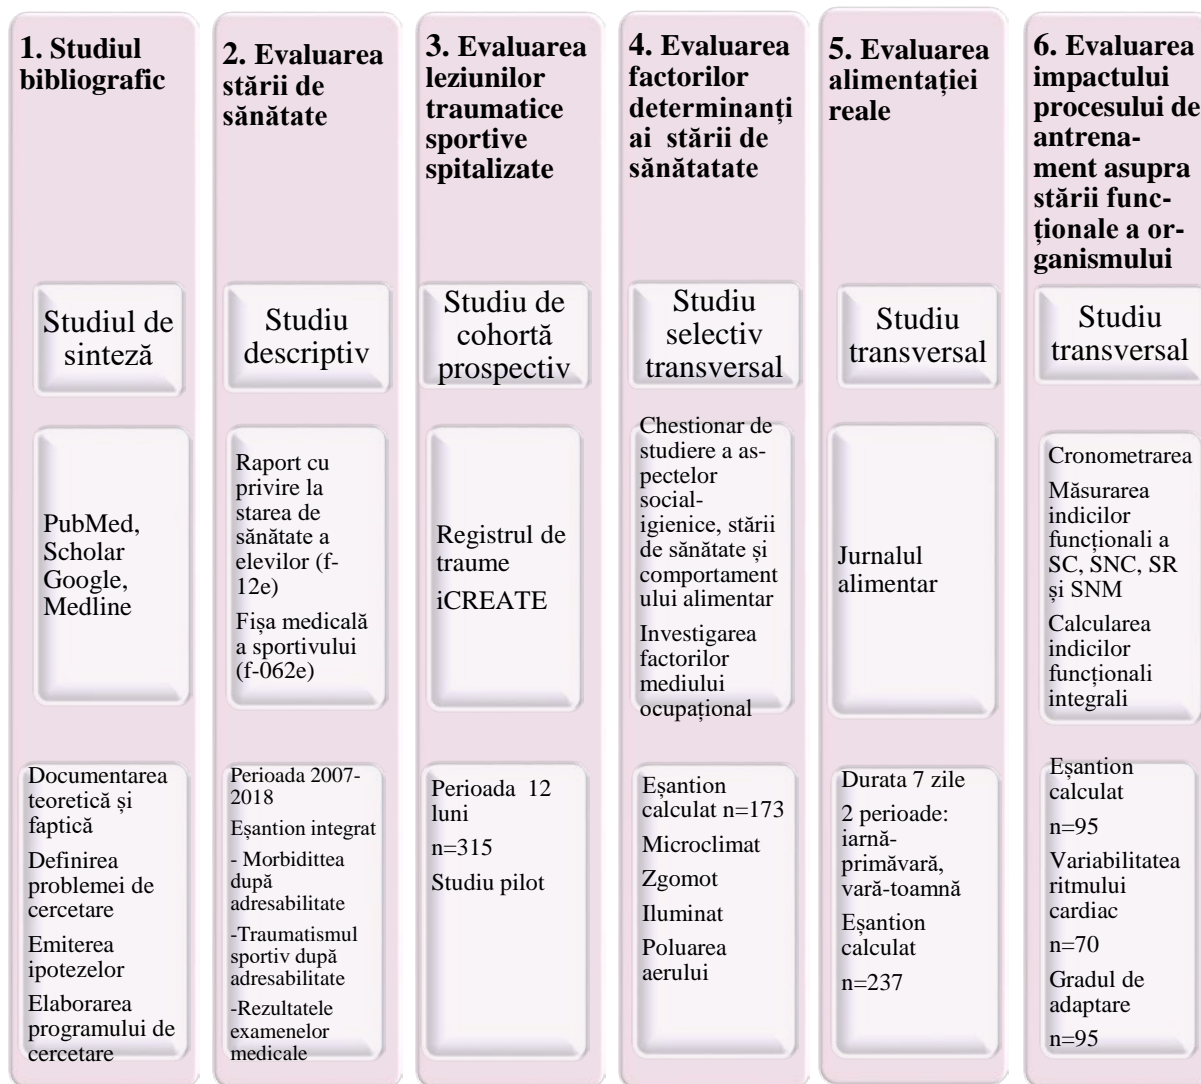 1. Studiul
bibliografic
Studiul de
sinteză
PubMed,
Scholar
Google,
Medline
Documentarea
teoretică și
faptică
Definirea
problemei de
cercetare
Emiterea
ipotezelor
Elaborarea
programului de
cercetare
2. Evaluarea
stării de
sănătate
Studiu
descriptiv
Raport cu
privire la
starea de
sănătate a
elevilor (f-
12e)
Fișa medicală
a sportivului
(f-062e)
Perioada 2007-
2018
Eșantion integrat
- Morbidittea
după
adresabilitate
-Traumatismul
sportiv după
adresabilitate
-Rezultatele
examenelor
medicale
3. Evaluarea
leziunilor
traumatice
sportive
spitalizate
Studiu de
cohortă
prospectiv
Registrul de
traume
iCREATE
Perioada 12
luni
n=315
Studiu pilot
4. Evaluarea
factorilor
determinanți
ai stării de
sănătatate
Studiu
selectiv
transversal
Chestionar de
studiere a as-
pectelor
social-
igienice, stării
de sănătate și
comportament
ului alimentar
Investigarea
factorilor
mediului
ocupațional
Eșantion
calculat n=173
Microclimat
Zgomot
Iluminat
Poluarea
aerului
5. Evaluarea
alimentației
reale
Studiu
transversal
Jurnalul
alimentar
Durata 7 zile
2 perioade:
iarnă-
primăvară,
vară-toamnă
Eșantion
calculat
n=237
6. Evaluarea
impactului
procesului de
antrena-
ment asupra
stării func-
ționale a or-
ganismului
Studiu
transversal
Cronometrarea
Măsurarea
indicilor
funcționali a
SC, SNC, SR
și SNM
Calcularea
indicilor
funcționali
integrali
Eșantion
calculat
n=95
Variabilitatea
ritmului
cardiac
n=70
Gradul de
adaptare
n=95